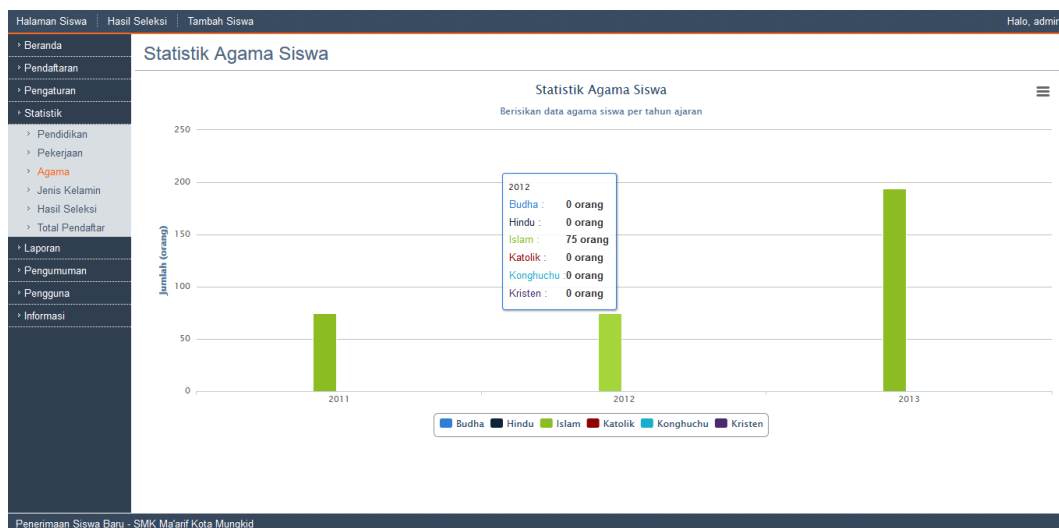 Halaman Siswa Hasil Seleksi Tambah Siswa Halo, admin
Beranda
Pendaftaran
Pengaturan
Statistik
Pendidikan
Pekerjaan
Agama
Jenis Kelamin
Hasil Seleksi
Total Pendaftar
Laporan
Pengumuman
Pengguna
Informasi
Statistik Agama Siswa
Statistik Agama Siswa
Berisikan data agama siswa per tahun ajaran
Jumlah (orang)
250
200
150
100
50
0
2012
Budha : 0 orang
Hindu : 0 orang
Islam : 75 orang
Katolik : 0 orang
Konghuchu : 0 orang
Kristen : 0 orang
2011 2012 2013
Budha Hindu Islam Katolik Konghuchu Kristen
Penerimaan Siswa Baru - SMK Ma'arif Kota Mungkid